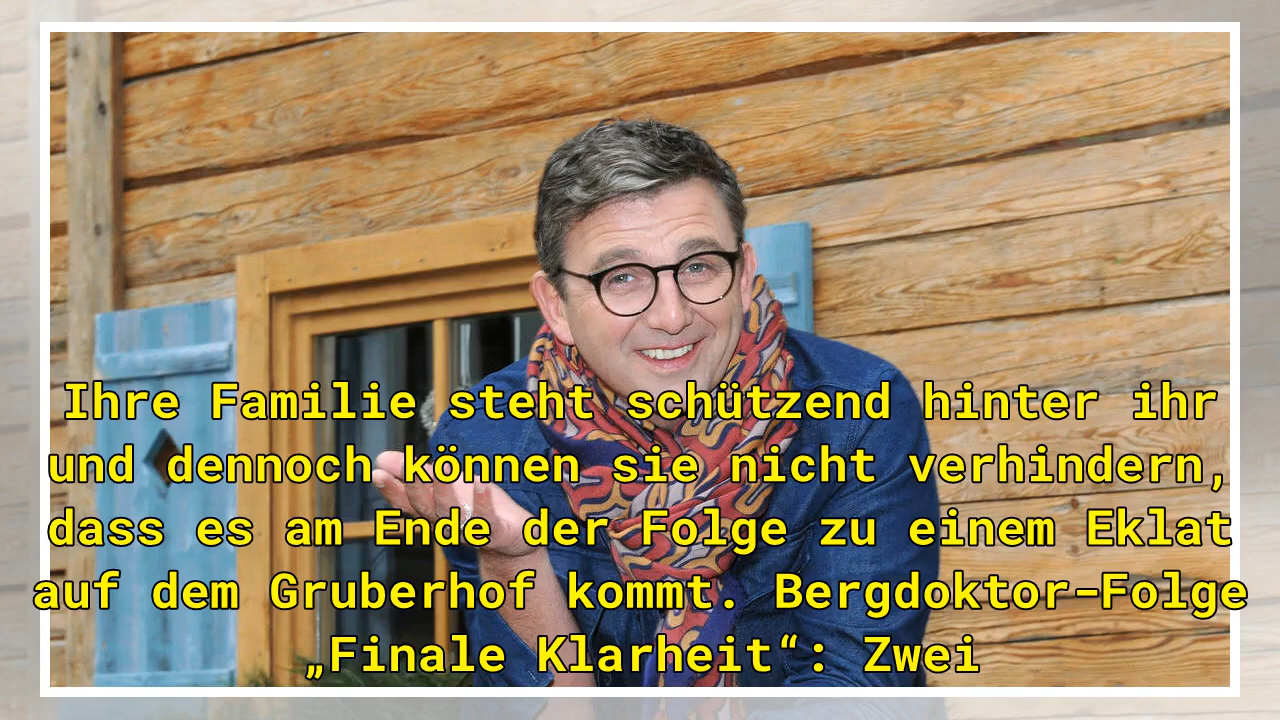 Ihre Familie steht schützend hinter ihr
und dennoch können sie nicht verhindern,
dass es am Ende der Folge zu einem Eklat
auf dem Gruberhof kommt. Bergdoktor-Folge
„Finale Klarheit“: Zwei